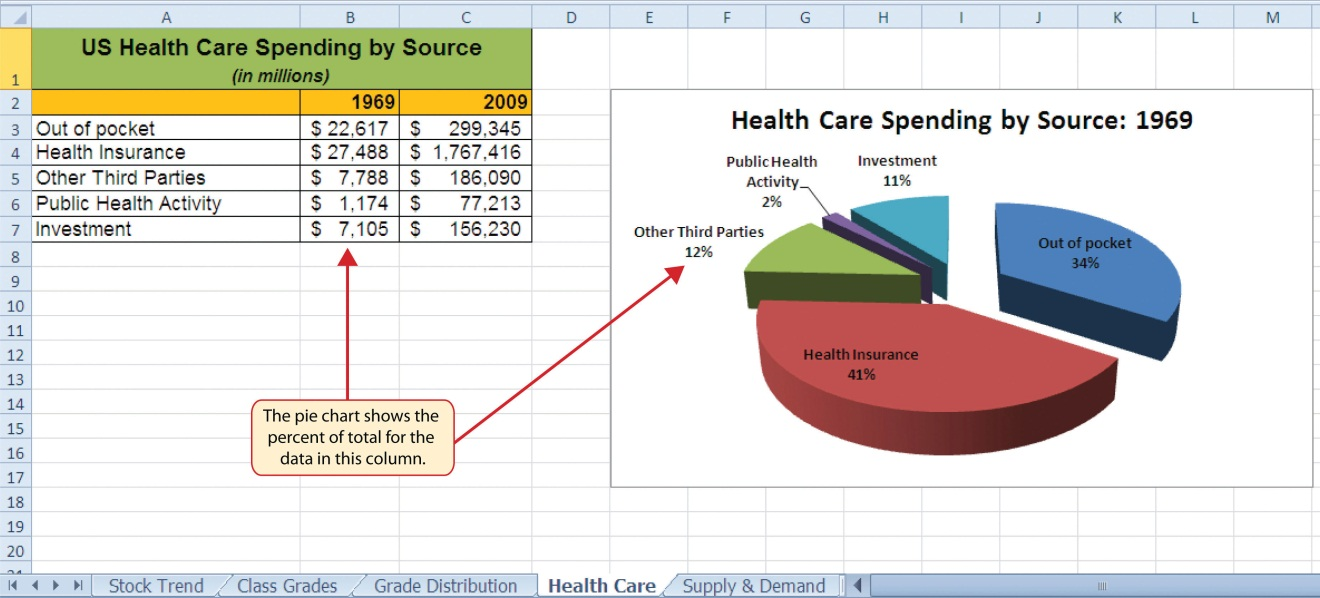 A B C D E F G H I J K L M
1 US Health Care Spending by Source
(in millions)
2 1969 2009
3 Out of pocket $ 22,617 $ 299,345
4 Health Insurance $ 27,488 $ 1,767,416
5 Other Third Parties $ 7,788 $ 186,090
6 Public Health Activity $ 1,174 $ 77,213
7 Investment $ 7,105 $ 156,230
8
9
10
11
12
13
14
15
16
17
18
19
20
The pie chart shows the
percent of total for the
data in this column.
Health Care Spending by Source: 1969
Public Health
Activity
2%
Investment
11%
Other Third Parties
12%
Out of pocket
34%
Health Insurance
41%
Stock Trend Class Grades Grade Distribution Health Care Supply & Demand